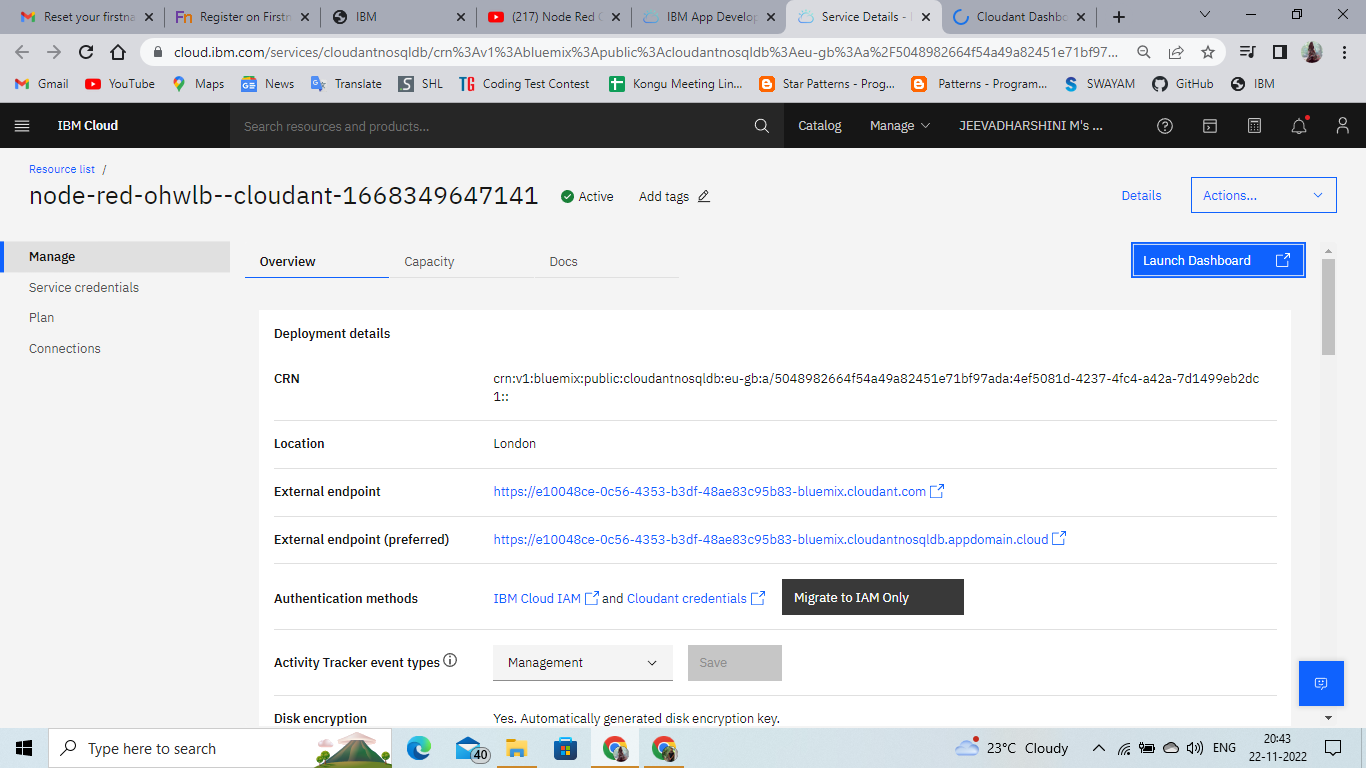 Reset your firstna
Register on Firstn
IBM
(217) Node Red C
IBM App Develop
Service Details -
Cloudant Dashbo
cloud.ibm.com/services/cloudantnosqldb/crn%3Av1%3Abluemix%3Apublic%3Acloudantnosqldb%3Aeu-gb%3Aa%2F5048982664f54a49a82451e71bf97...
Gmail
YouTube
Maps
News
Translate
SHL
Coding Test Contest
Kongu Meeting Lin...
Star Patterns - Prog...
Patterns - Program...
SWAYAM
GitHub
IBM
IBM Cloud
Search resources and products...
Catalog
Manage
JEEVADHARSHINI M's ...
Resource list /
node-red-ohwlb--cloudant-1668349647141
Active
Add tags
Details
Actions...
Manage
Service credentials
Plan
Connections
Overview
Capacity
Docs
Launch Dashboard
Deployment details
CRN
crn:v1:bluemix:public:cloudantnosqldb:eu-gb:a/5048982664f54a49a82451e71bf97ada:4ef5081d-4237-4fc4-a42a-7d1499eb2dc
1::
Location
London
External endpoint
https://e10048ce-0c56-4353-b3df-48ae83c95b83-bluemix.cloudant.com
External endpoint (preferred)
https://e10048ce-0c56-4353-b3df-48ae83c95b83-bluemix.cloudantnosqldb.appdomain.cloud
Authentication methods
IBM Cloud IAM and Cloudant credentials
Migrate to IAM Only
Activity Tracker event types
Management
Save
Disk encryption
Yes. Automatically generated disk encryption key.
Type here to search
40
23°C Cloudy
ENG
20:43
22-11-2022